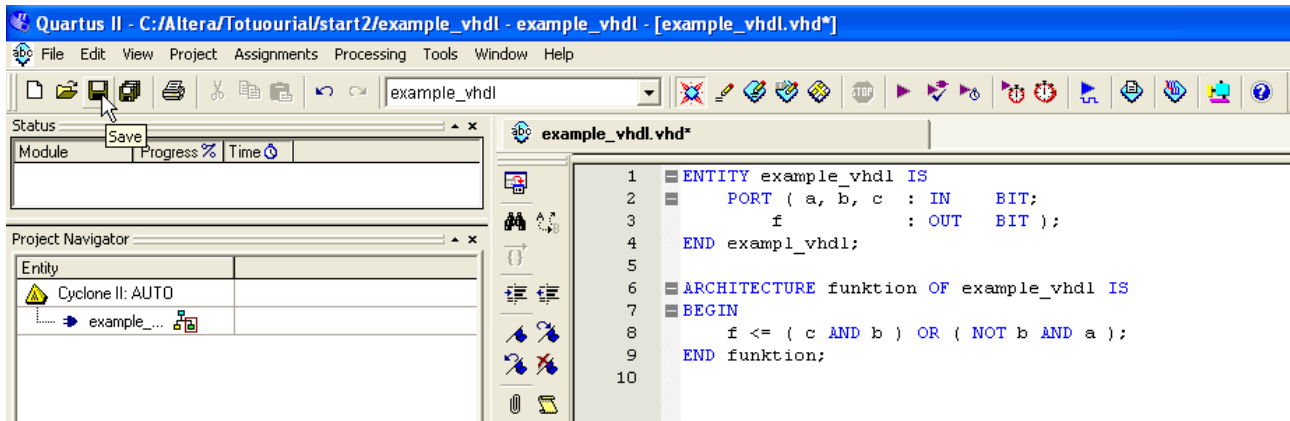 Quartus II - C:/Altera/Totuourial/start2/example_vhdl - example_vhdl - [example_vhdl.vhd*]
abc File Edit View Project Assignments Processing Tools Window Help
example_vhdl
STOP
Save
Status
Module Progress % Time
Project Navigator
Entity
Cyclone II: AUTO
example_...
abc example_vhdl.vhd*
1 ENTITY example_vhdl IS
2 PORT ( a, b, c : IN BIT;
3 f : OUT BIT );
4 END exampl_vhdl;
5
6 ARCHITECTURE funktion OF example_vhdl IS
7 BEGIN
8 f <= ( c AND b ) OR ( NOT b AND a );
9 END funktion;
10